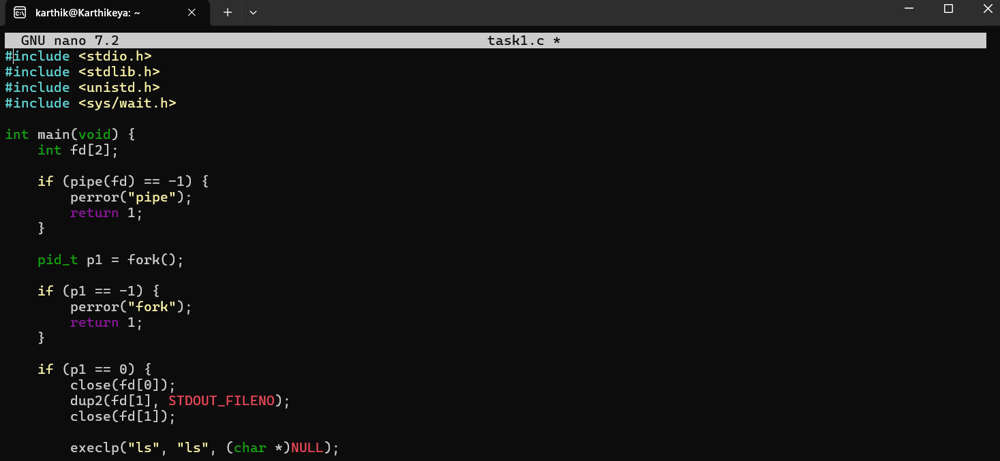 karthik@Karthikeya: ~
GNU nano 7.2 task1.c *
#include <stdio.h>
#include <stdlib.h>
#include <unistd.h>
#include <sys/wait.h>

int main(void) {
    int fd[2];

    if (pipe(fd) == -1) {
        perror("pipe");
        return 1;
    }

    pid_t p1 = fork();

    if (p1 == -1) {
        perror("fork");
        return 1;
    }

    if (p1 == 0) {
        close(fd[0]);
        dup2(fd[1], STDOUT_FILENO);
        close(fd[1]);

        execlp("ls", "ls", (char *)NULL);